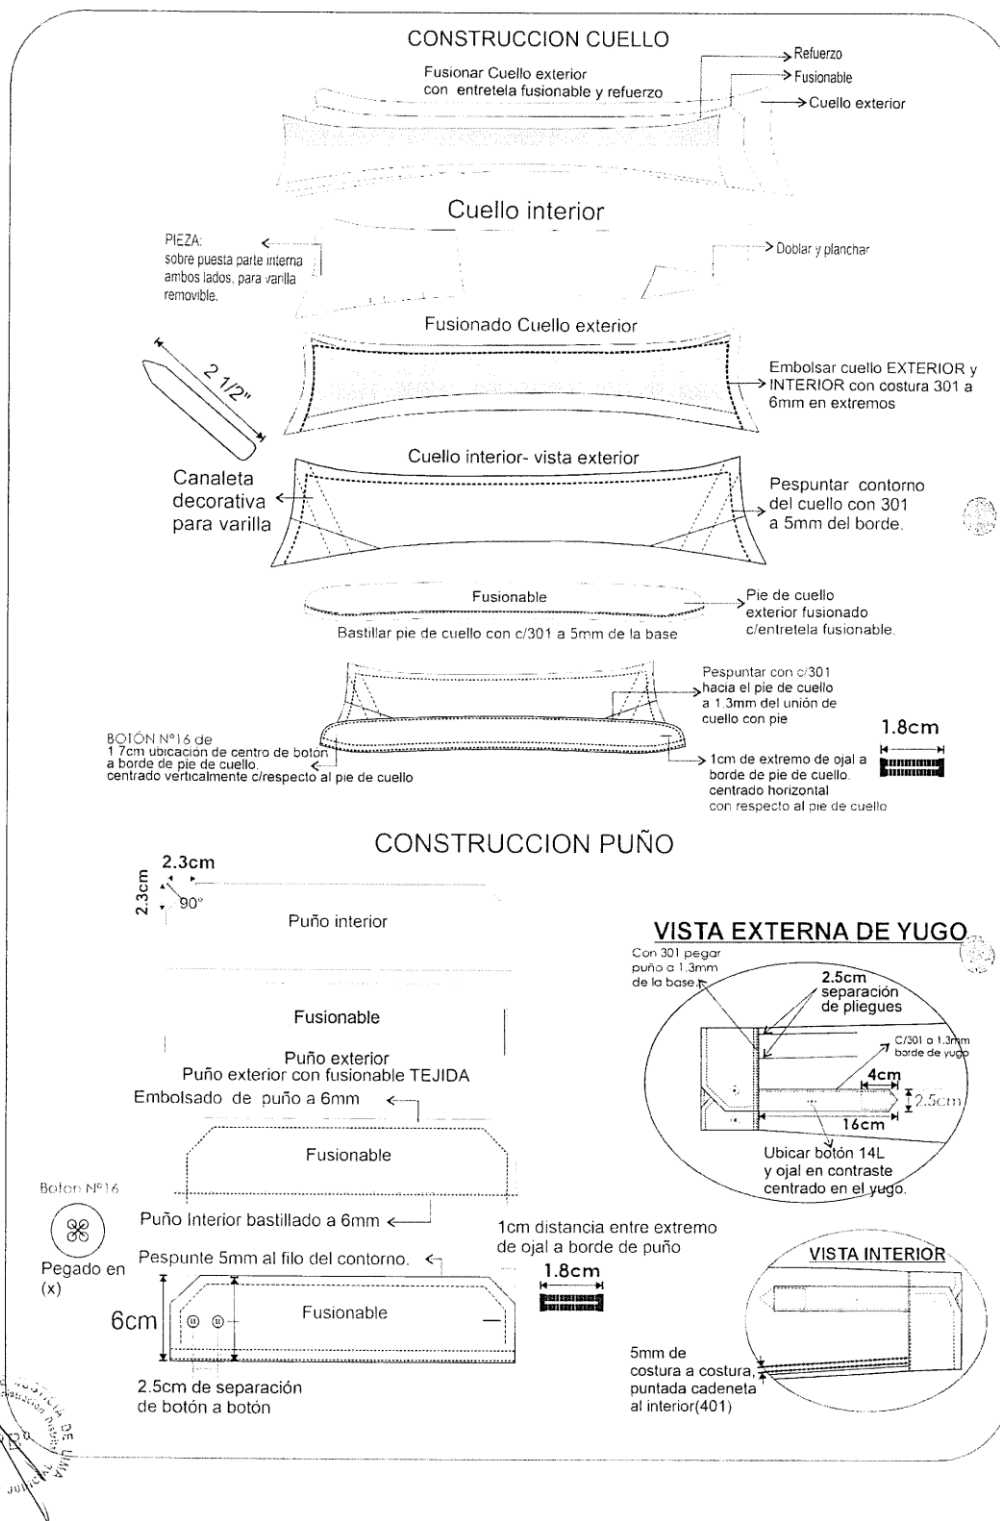 CONSTRUCCION CUELLO
Fusionar Cuello exterior
con entretela fusionable y refuerzo
Refuerzo
Fusionable
Cuello exterior
Cuello interior
PIEZA:
sobre puesta parte interna
ambos lados, para varilla
removible.
Doblar y planchar
Fusionado Cuello exterior
2 1/2"
Embolsar cuello EXTERIOR y
INTERIOR con costura 301 a
6mm en extremos
Cuello interior- vista exterior
Canaleta
decorativa
para varilla
Pespuntar contorno
del cuello con 301
a 5mm del borde.
Fusionable
Bastillar pie de cuello con c/301 a 5mm de la base
Pie de cuello
exterior fusionado
c/entretela fusionable.
Pespuntar con c/301
hacia el pie de cuello
a 1.3mm del unión de
cuello con pie
BOTÓN Nº16 de
1 7cm ubicación de centro de botón
a borde de pie de cuello.
centrado verticalmente c/respecto al pie de cuello
1.8cm
1cm de extremo de ojal a
borde de pie de cuello.
centrado horizontal
con respecto al pie de cuello
CONSTRUCCION PUÑO
2.3cm
2.3cm
90°
Puño interior
Fusionable
Puño exterior
Puño exterior con fusionable TEJIDA
Embolsado de puño a 6mm
Fusionable
VISTA EXTERNA DE YUGO
Con 301 pegar
puño a 1.3mm
de la base.
2.5cm
separación
de pliegues
C/301 a 1.3mm
borde de yugo
4cm
2.5cm
16cm
Ubicar botón 14L
y ojal en contraste
centrado en el yugo.
Boton Nº16
Pegado en
(x)
Puño Interior bastillado a 6mm
Pespunte 5mm al filo del contorno.
1cm distancia entre extremo
de ojal a borde de puño
1.8cm
6cm
Fusionable
2.5cm de separación
de botón a botón
VISTA INTERIOR
5mm de
costura a costura,
puntada cadeneta
al interior(401)
JUSTICIA DE LIMA